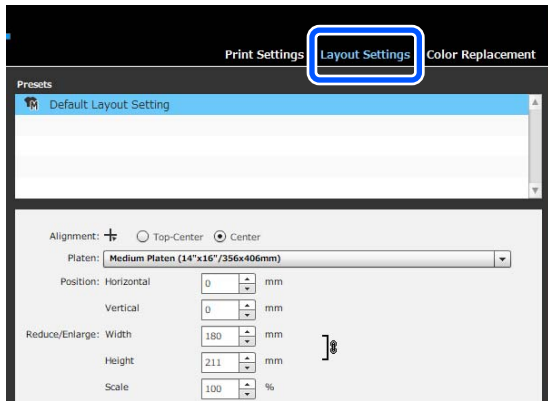 Print Settings Layout Settings Color Replacement
Presets
M Default Layout Setting
Alignment: Top-Center Center
Platen: Medium Platen (14"x16"/356x406mm)
Position: Horizontal 0 mm
Vertical 0 mm
Reduce/Enlarge: Width 180 mm
Height 211 mm
Scale 100 %